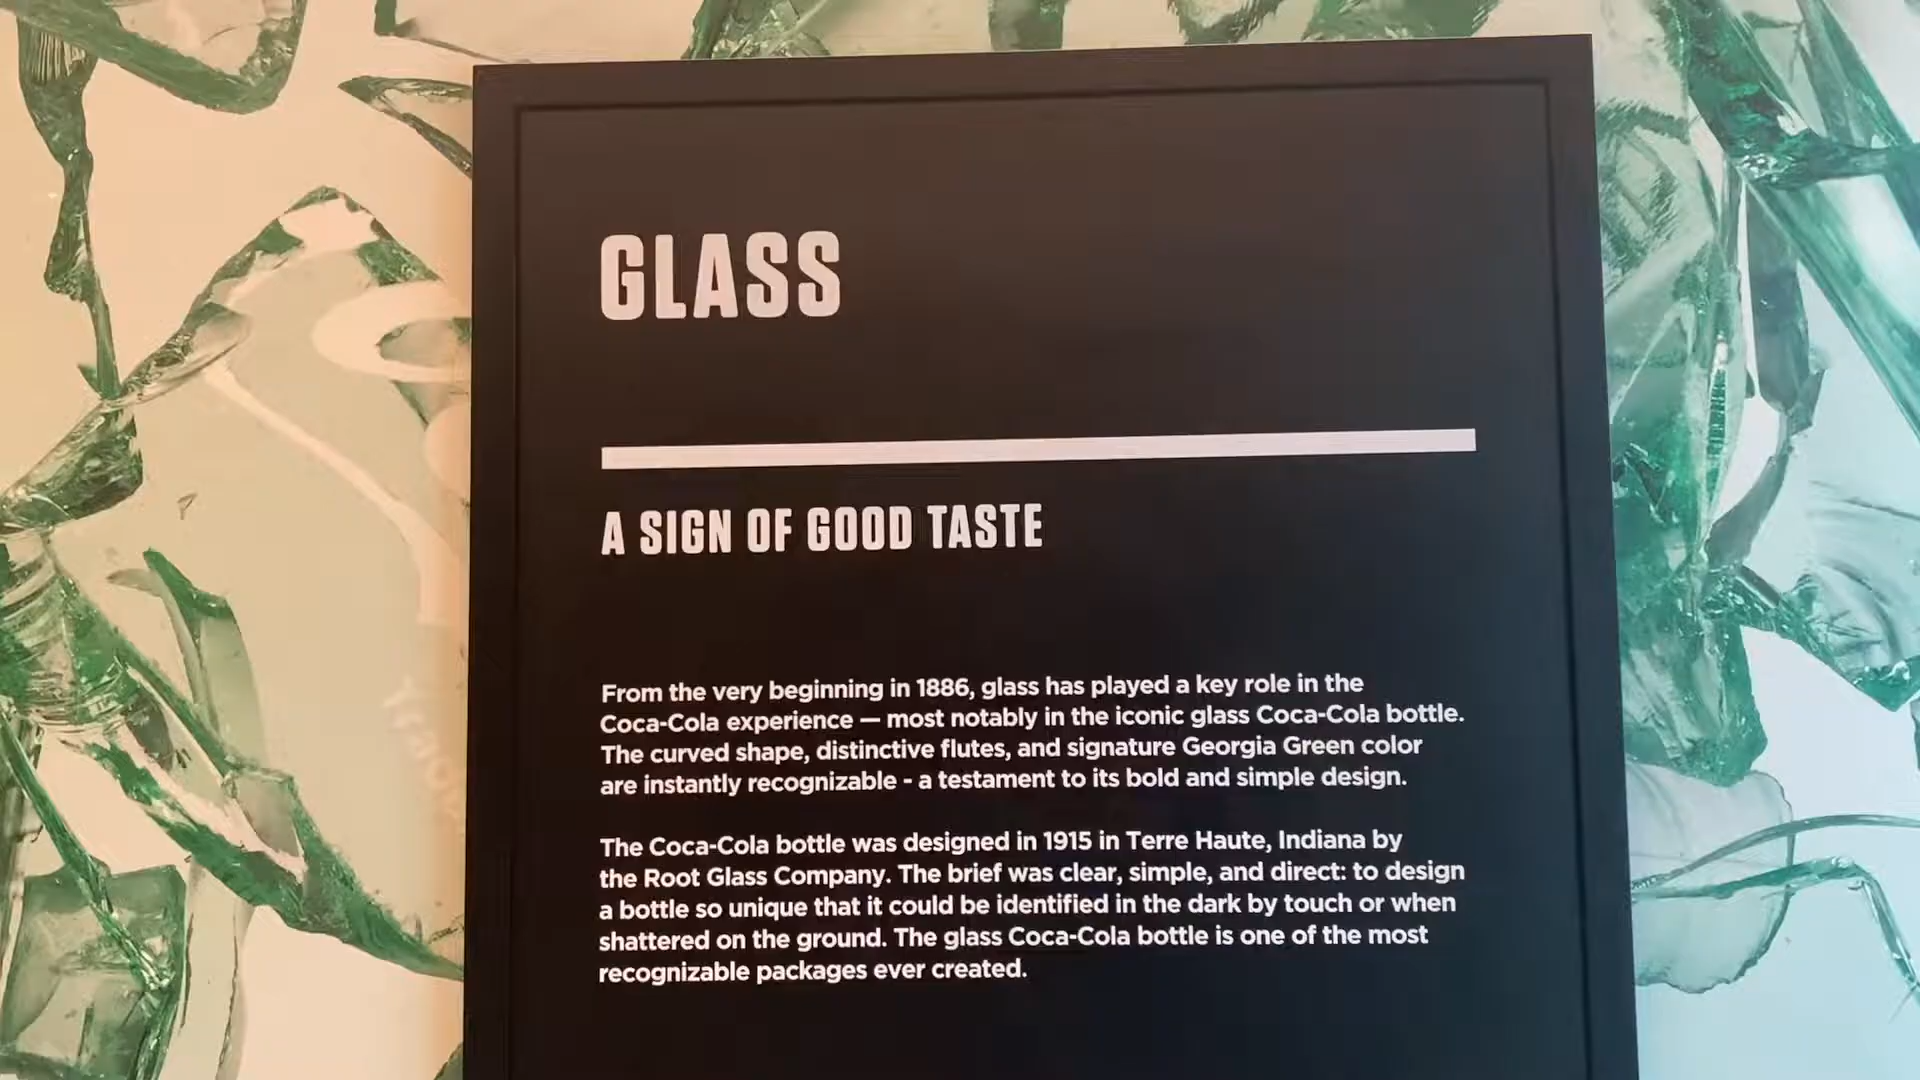 GLASS
A SIGN OF GOOD TASTE
From the very beginning in 1886, glass has played a key role in the
Coca-Cola experience — most notably in the iconic glass Coca-Cola bottle.
The curved shape, distinctive flutes, and signature Georgia Green color
are instantly recognizable - a testament to its bold and simple design.
The Coca-Cola bottle was designed in 1915 in Terre Haute, Indiana by
the Root Glass Company. The brief was clear, simple, and direct: to design
a bottle so unique that it could be identified in the dark by touch or when
shattered on the ground. The glass Coca-Cola bottle is one of the most
recognizable packages ever created.